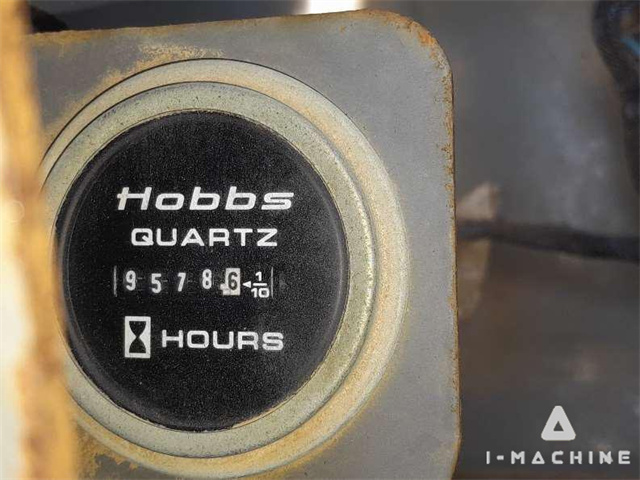 Hobbs
QUARTZ
95786 1/10
HOURS
I-MACHINE